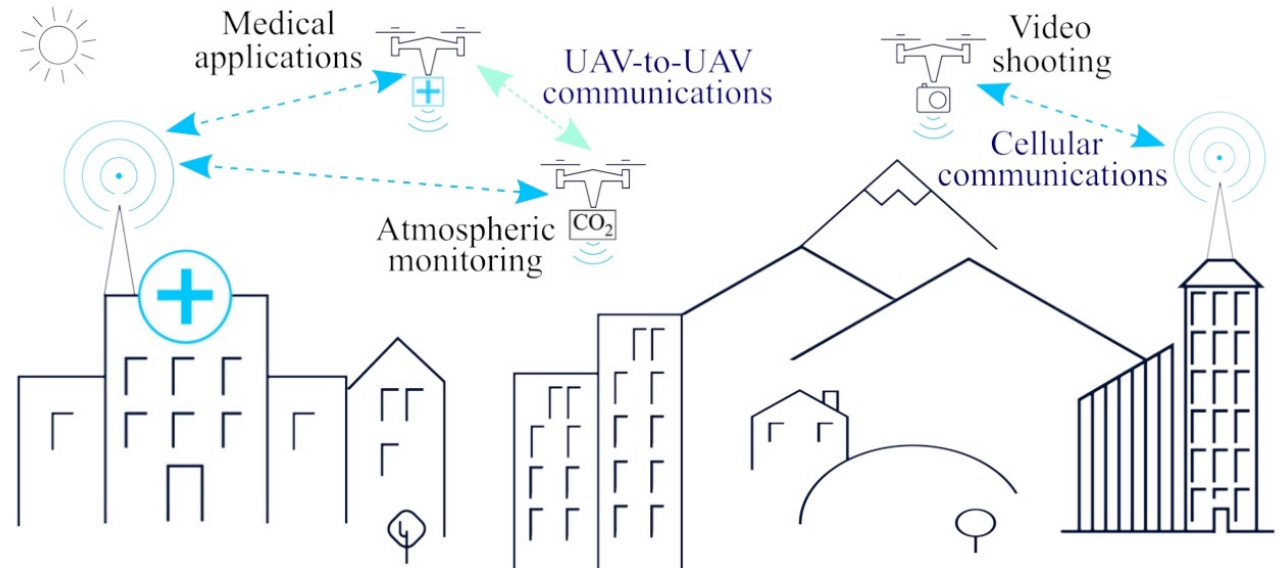 Medical
applications
UAV-to-UAV
communications
Video
shooting
Cellular
communications
Atmospheric
monitoring
CO₂